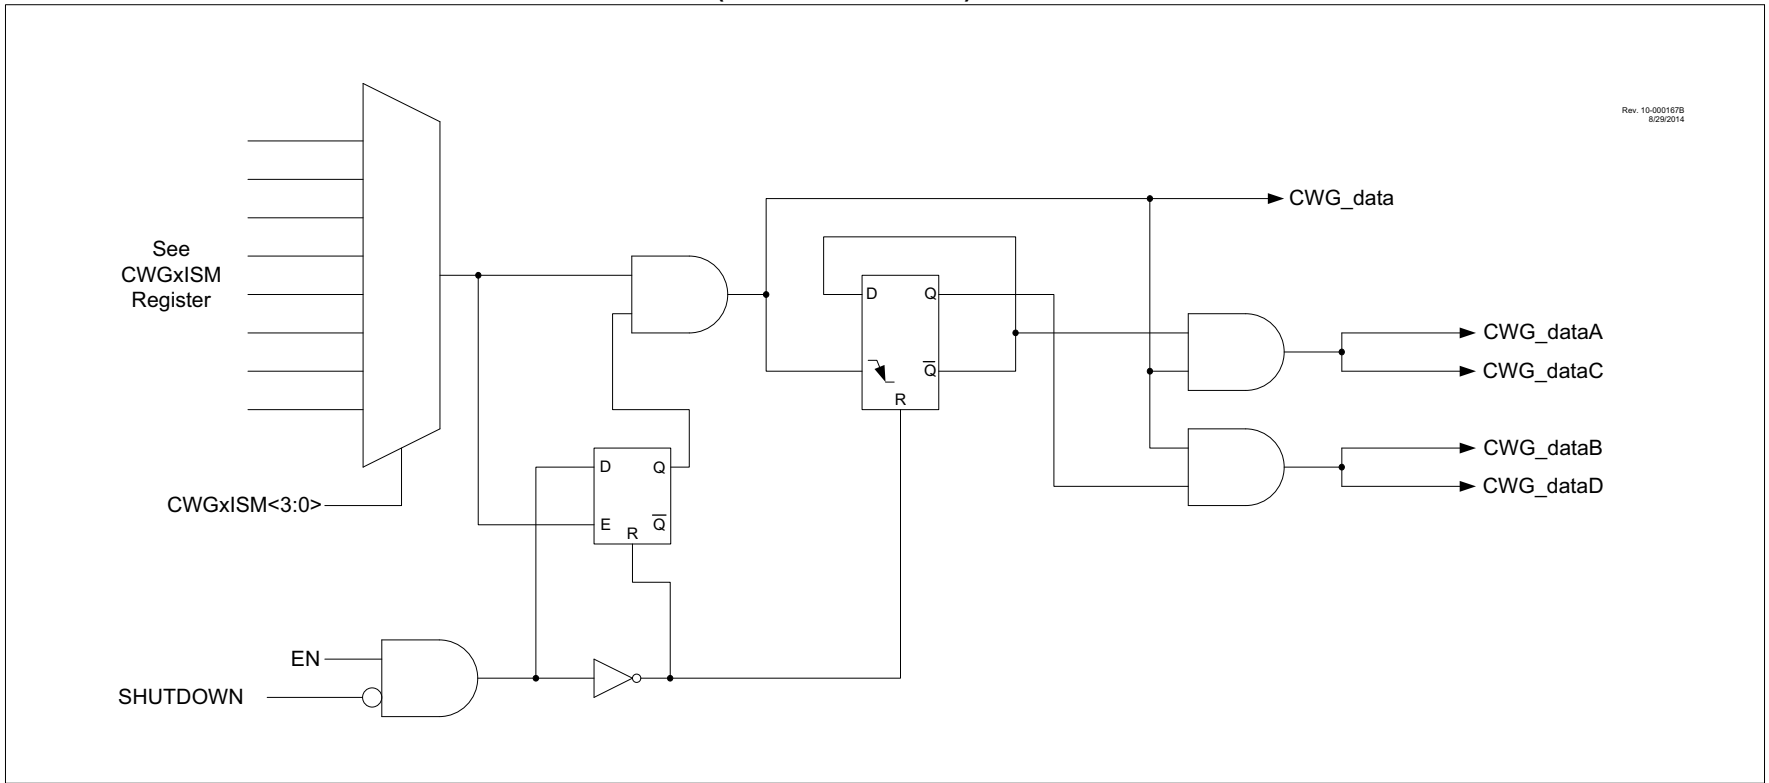 Rev. 10-000167B
8/29/2014
CWG_data
See
CWGxISM
Register
D
Q
Q
R
CWG_dataA
CWG_dataC
CWG_dataB
CWG_dataD
D
Q
E
R
Q
CWGxISM<3:0>
EN
SHUTDOWN